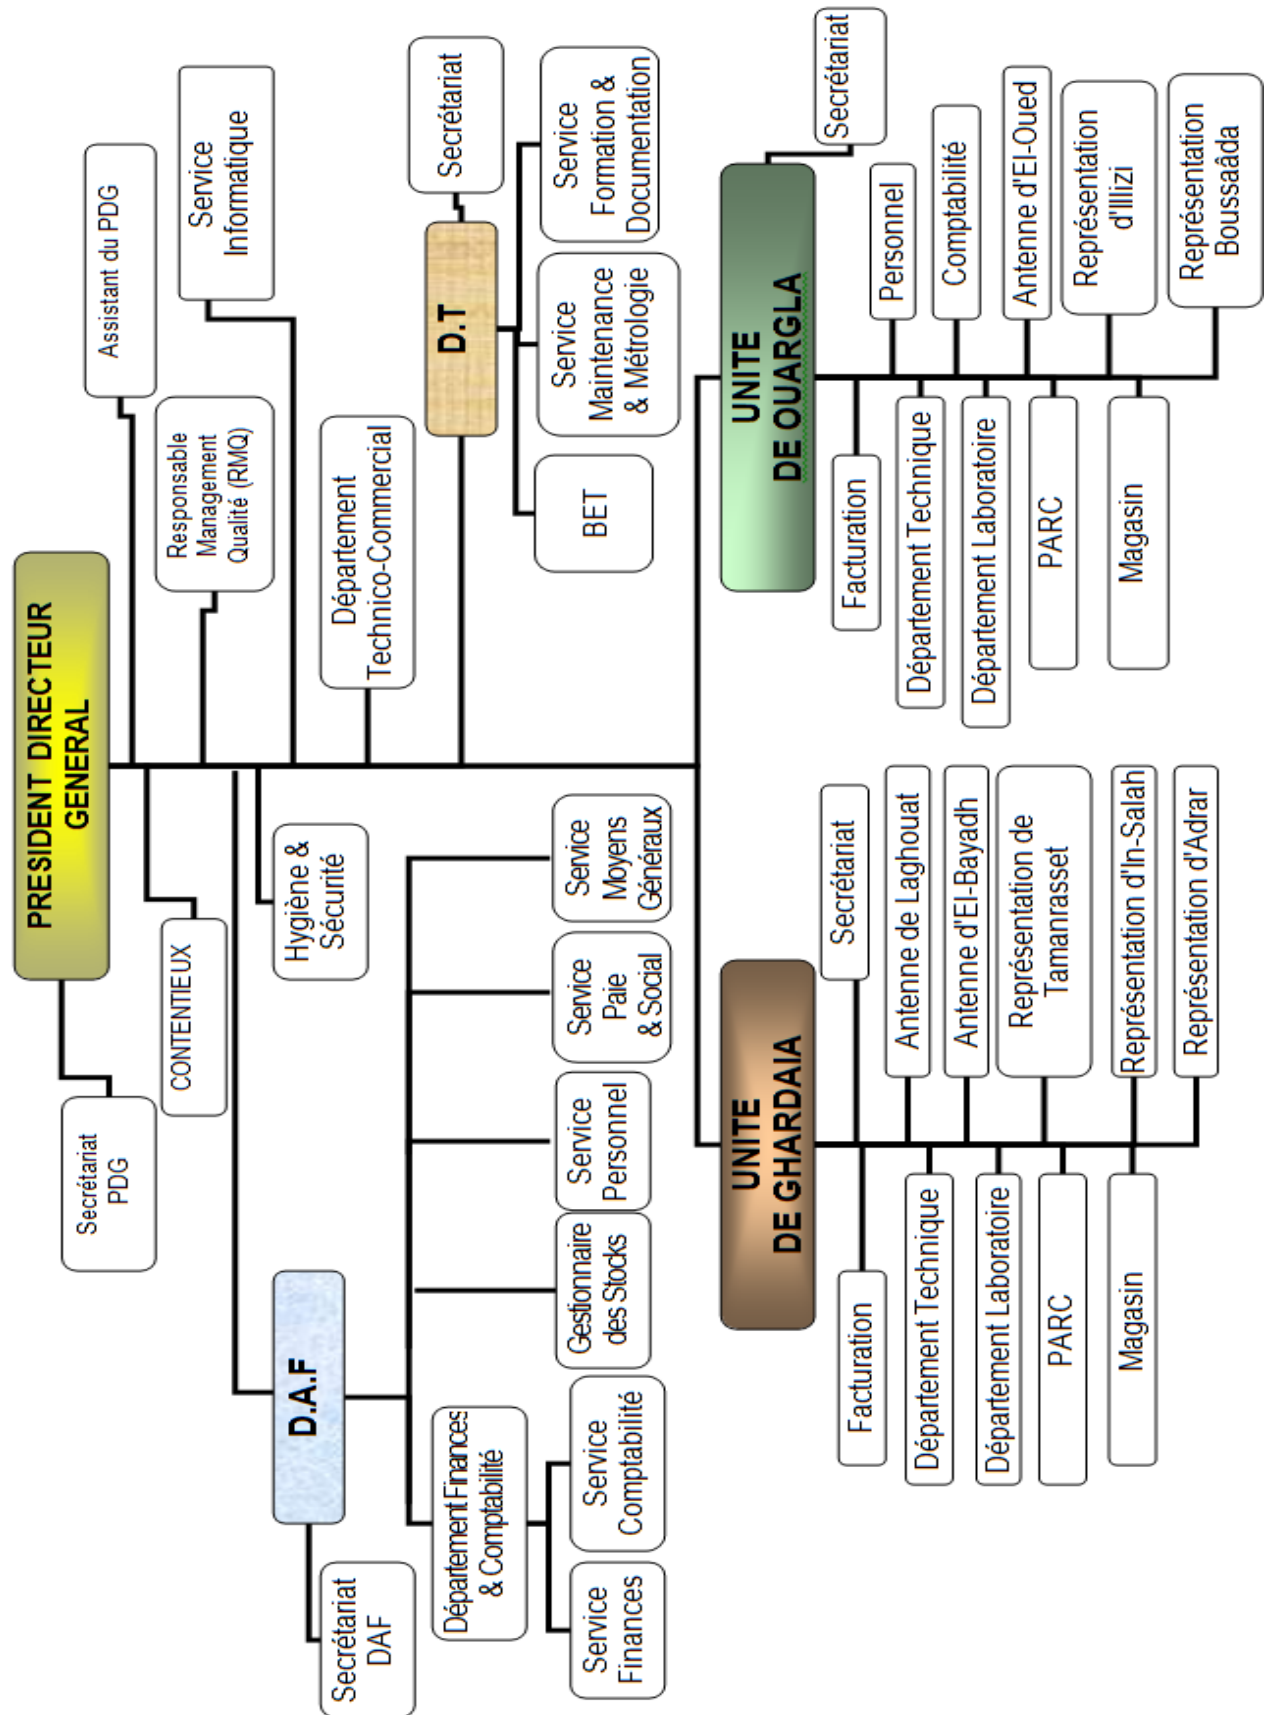 PRESIDENT DIRECTEUR
GENERAL
Secrétariat
PDG
Assistant du PDG
CONTENTIEUX
Responsable
Management
Qualité (RMQ)
Service
Informatique
Hygiène &
Sécurité
Département
Technico-Commercial
D.A.F
Secrétariat
DAF
Département Finances
& Comptabilité
Service
Finances
Service
Comptabilité
Gestionnaire
des Stocks
Service
Personnel
Service
Paie
& Social
Service
Moyens
Généraux
D.T
Secrétariat
BET
Service
Maintenance
& Métrologie
Service
Formation &
Documentation
UNITE
DE GHARDAIA
Secrétariat
Facturation
Antenne de Laghouat
Département Technique
Antenne d'El-Bayadh
Département Laboratoire
Représentation de
Tamanrasset
PARC
Représentation d'In-Salah
Magasin
Représentation d'Adrar
UNITE
DE OUARGLA
Secrétariat
Facturation
Personnel
Département Technique
Comptabilité
Département Laboratoire
Antenne d'El-Oued
PARC
Représentation
d'Illizi
Magasin
Représentation
Boussaâda